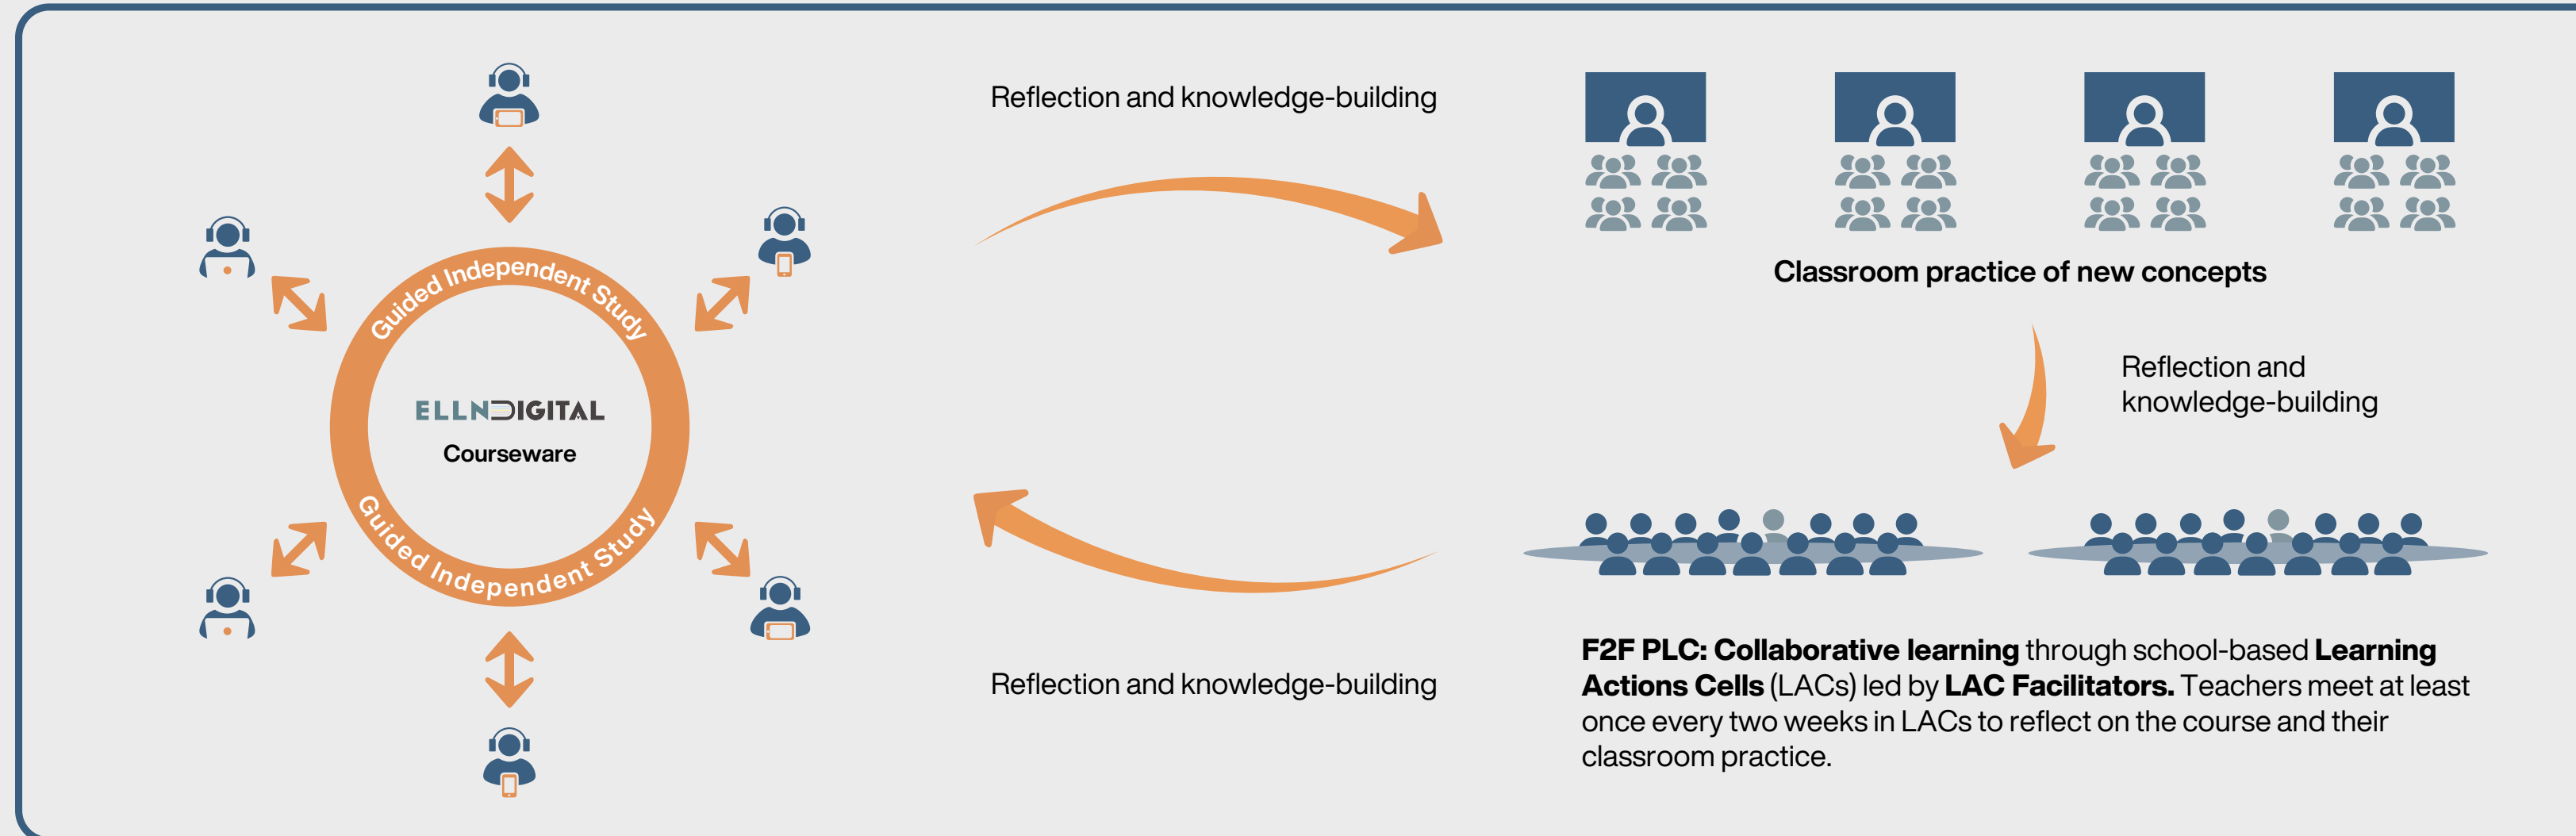 Guided Independent Study
ELLNDIGITAL
Courseware
Guided Independent Study
Reflection and knowledge-building
Classroom practice of new concepts
Reflection and
knowledge-building
Reflection and knowledge-building
F2F PLC: Collaborative learning through school-based Learning
Actions Cells (LACs) led by LAC Facilitators. Teachers meet at least
once every two weeks in LACs to reflect on the course and their
classroom practice.